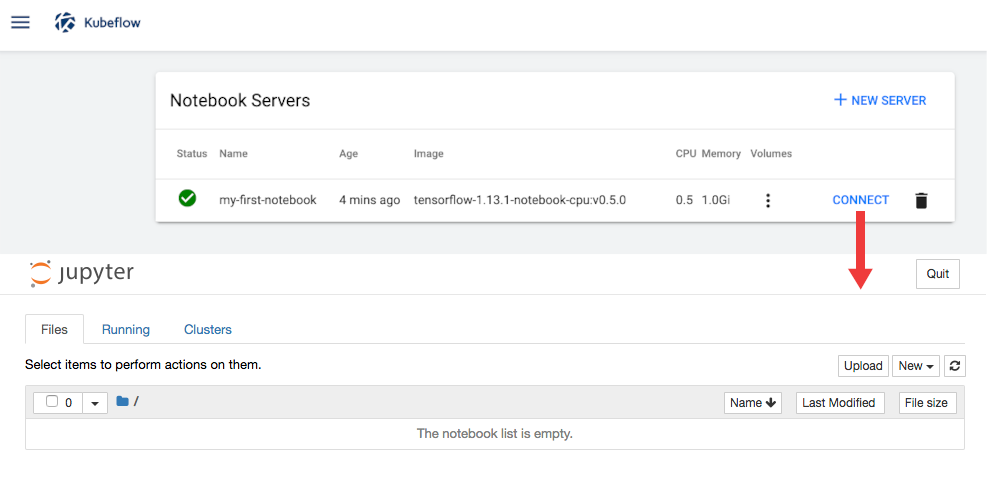 Kubeflow
Notebook Servers
NEW SERVER
Status Name Age Image CPU Memory Volumes
my-first-notebook 4 mins ago tensorflow-1.13.1-notebook-cpu:v0.5.0 0.5 1.0Gi CONNECT
jupyter
Quit
Files Running Clusters
Select items to perform actions on them.
Upload New
0 / Name Last Modified File size
The notebook list is empty.